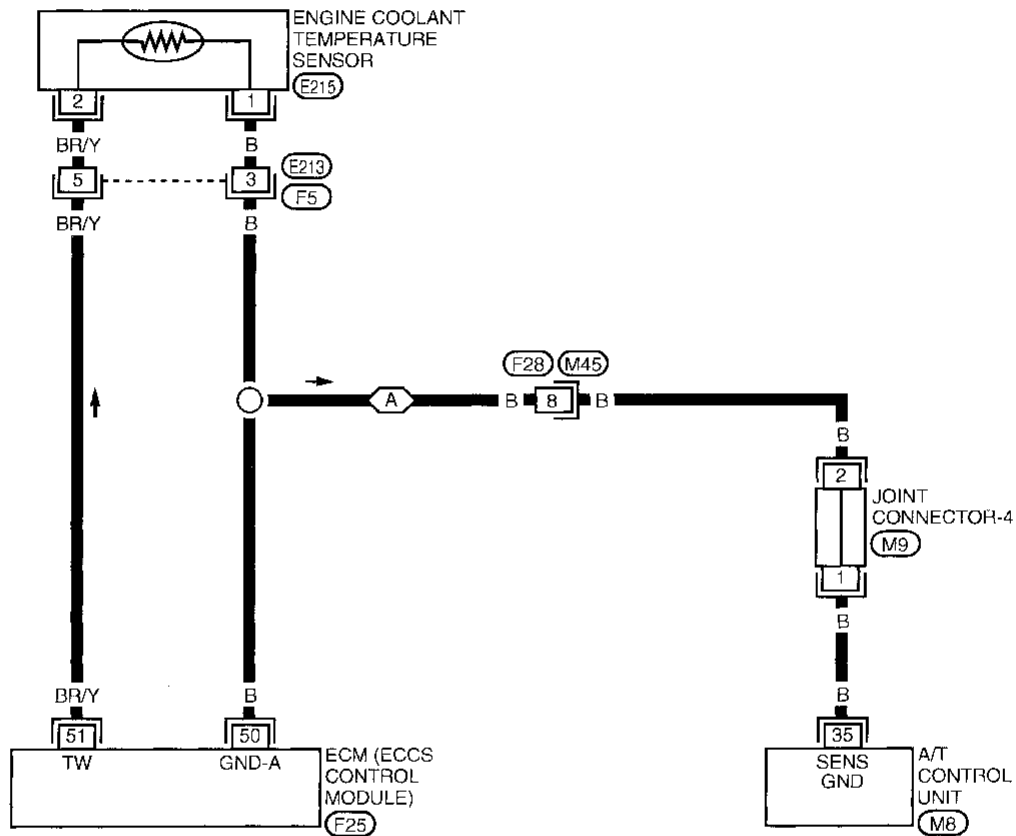 ENGINE COOLANT
TEMPERATURE
SENSOR
E215
2 1
BR/Y B
5 3 E213
F5
BR/Y B
F28 M45
A B 8 B
B
2
JOINT
CONNECTOR-4
M9
1
B
BR/Y B B
51 50 35
TW GND-A
ECM (ECCS
CONTROL
MODULE)
F25
SENS
GND
A/T
CONTROL
UNIT
M8